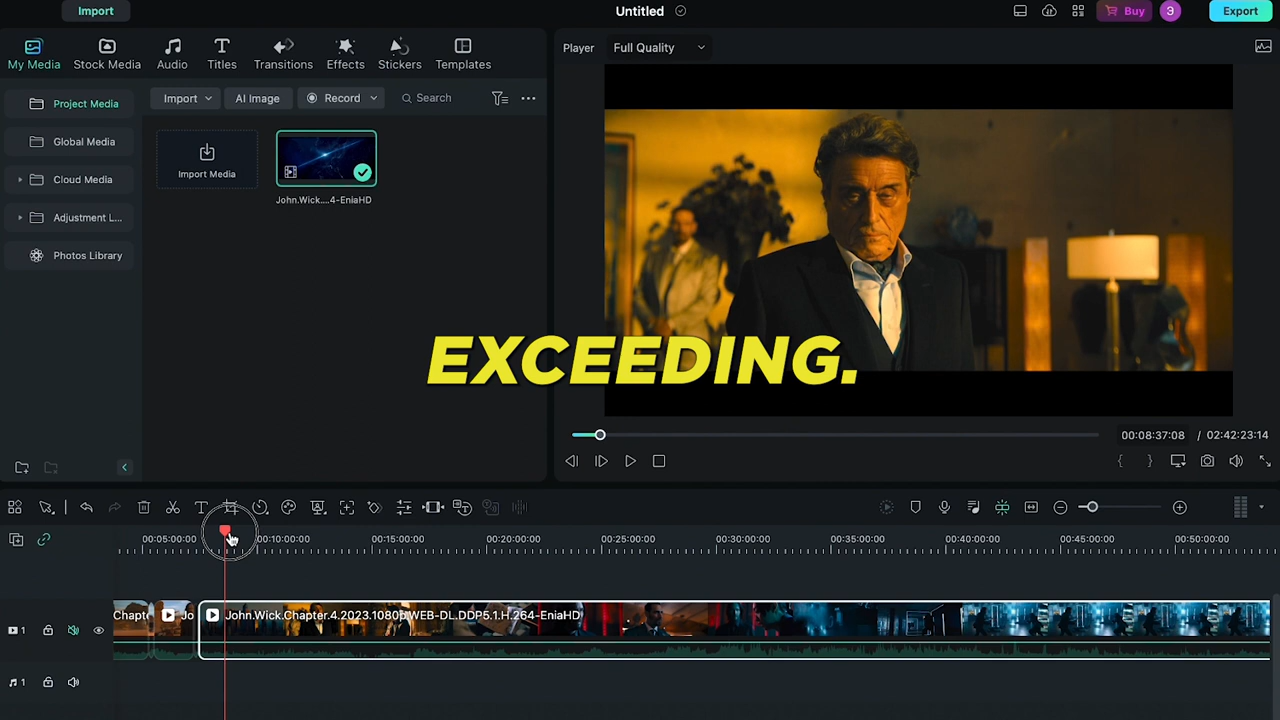 Import
Untitled
Buy
3
Export
My Media
Stock Media
Audio
Titles
Transitions
Effects
Stickers
Templates
Player
Full Quality
Project Media
Global Media
Cloud Media
Adjustment L...
Photos Library
Import
AI Image
Record
Search
Import Media
John.Wick....4-EniaHD
EXCEEDING.
00:08:37:08 / 02:42:23:14
00:05:00:00
00:10:00:00
00:15:00:00
00:20:00:00
00:25:00:00
00:30:00:00
00:35:00:00
00:40:00:00
00:45:00:00
00:50:00:00
Chapte
Jo
John.Wick.Chapter.4.2023.1080p.WEB-DL.DDP5.1.H.264-EniaHD
1
1